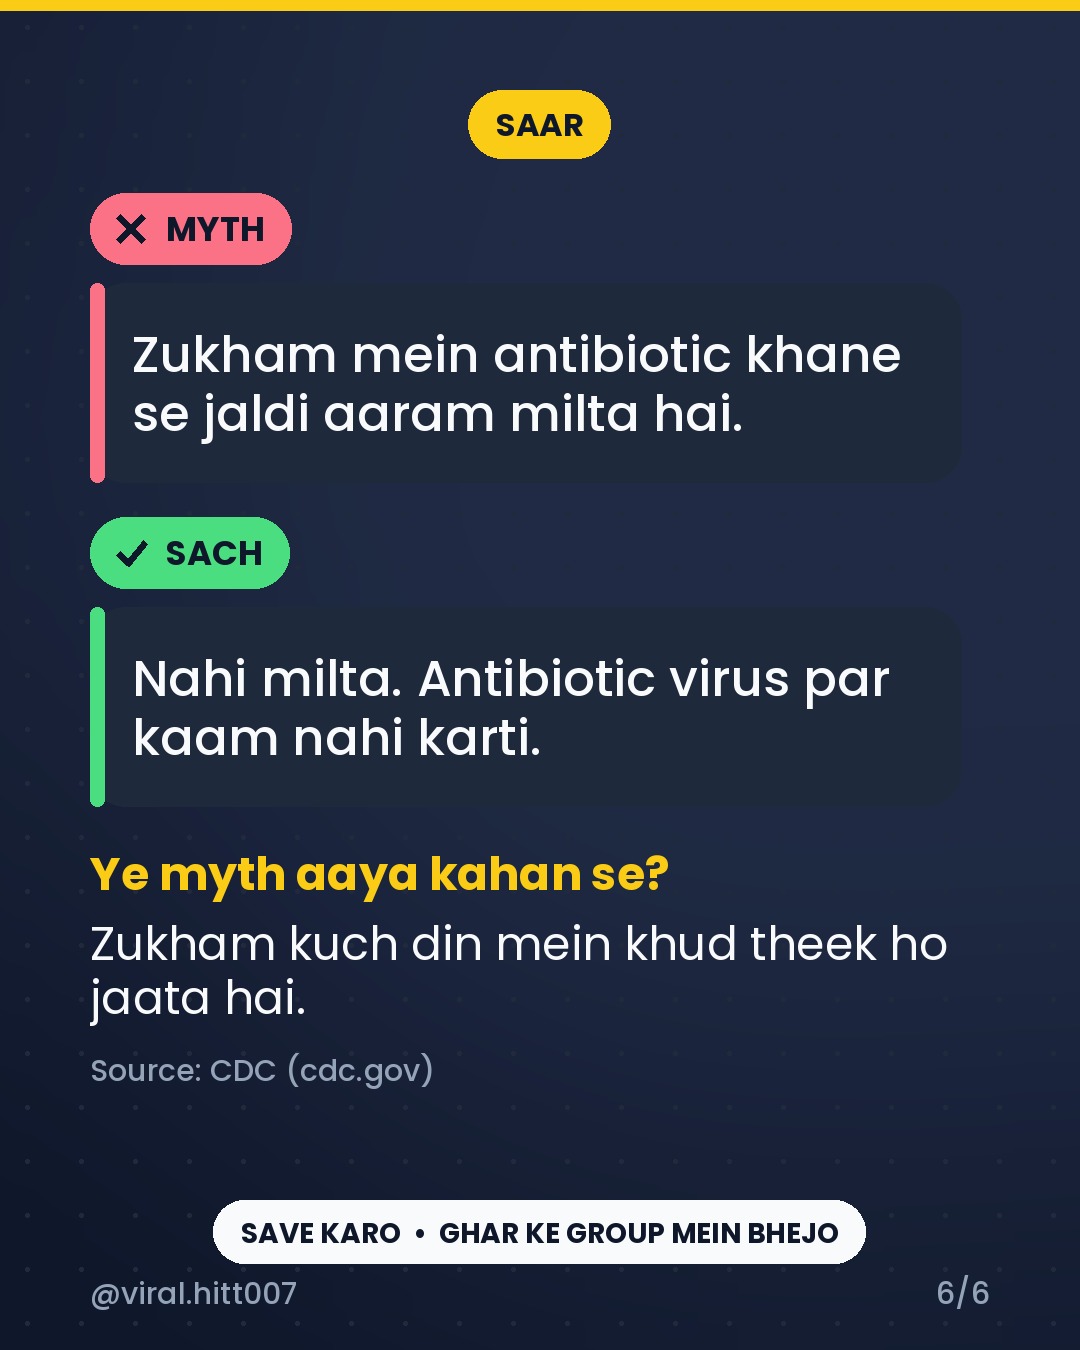 SAAR
MYTH
Zukham mein antibiotic khane
se jaldi aaram milta hai.
SACH
Nahi milta. Antibiotic virus par
kaam nahi karti.
Ye myth aaya kahan se?
Zukham kuch din mein khud theek ho
jaata hai.
Source: CDC (cdc.gov)
SAVE KARO • GHAR KE GROUP MEIN BHEJO
@viral.hitt007
6/6